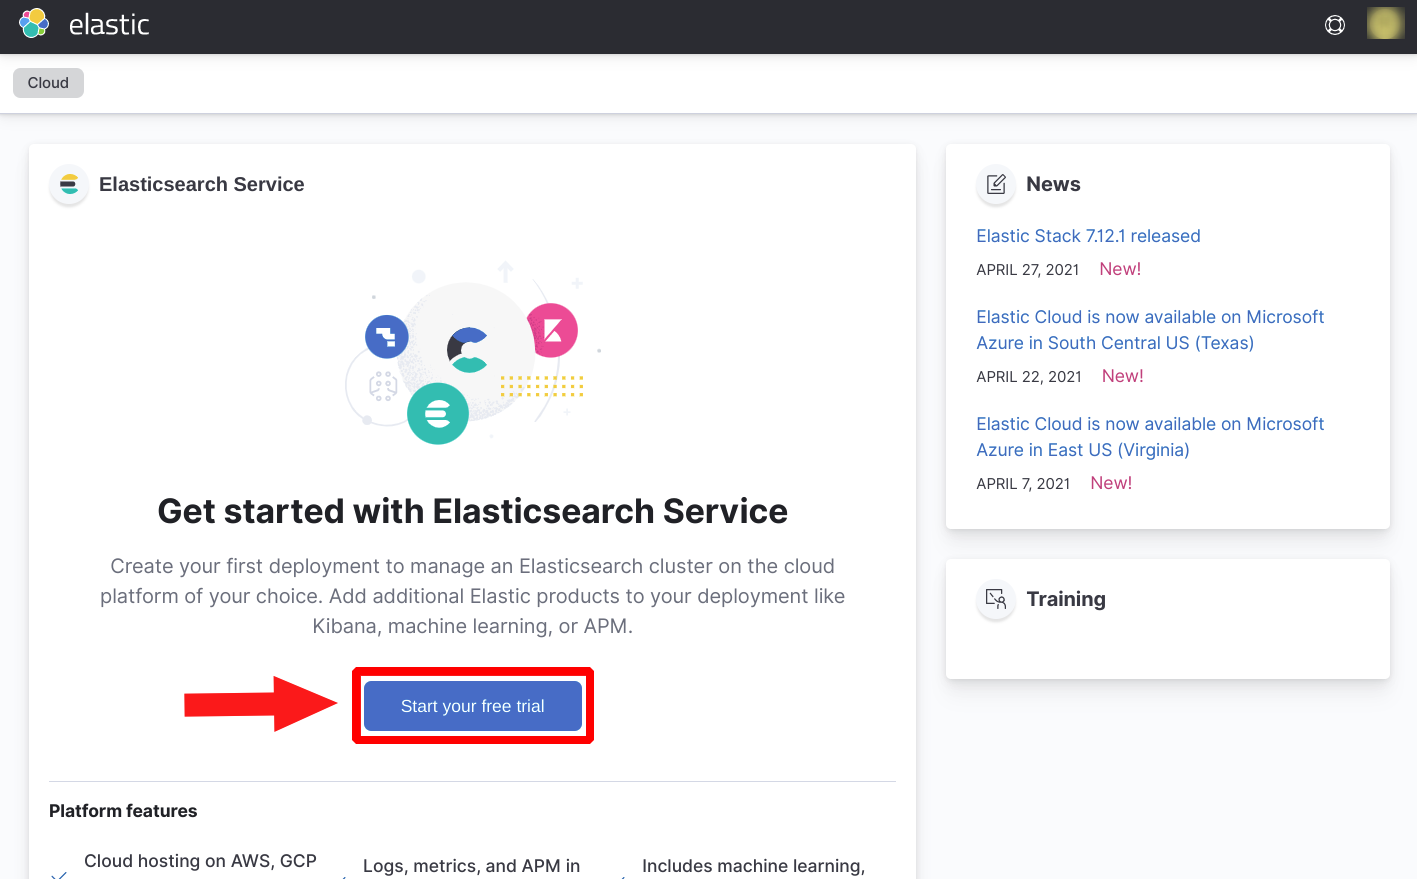 elastic
Cloud
Elasticsearch Service
Get started with Elasticsearch Service
Create your first deployment to manage an Elasticsearch cluster on the cloud
platform of your choice. Add additional Elastic products to your deployment like
Kibana, machine learning, or APM.
Start your free trial
Platform features
Cloud hosting on AWS, GCP
Logs, metrics, and APM in
Includes machine learning,
News
Elastic Stack 7.12.1 released
APRIL 27, 2021 New!
Elastic Cloud is now available on Microsoft
Azure in South Central US (Texas)
APRIL 22, 2021 New!
Elastic Cloud is now available on Microsoft
Azure in East US (Virginia)
APRIL 7, 2021 New!
Training